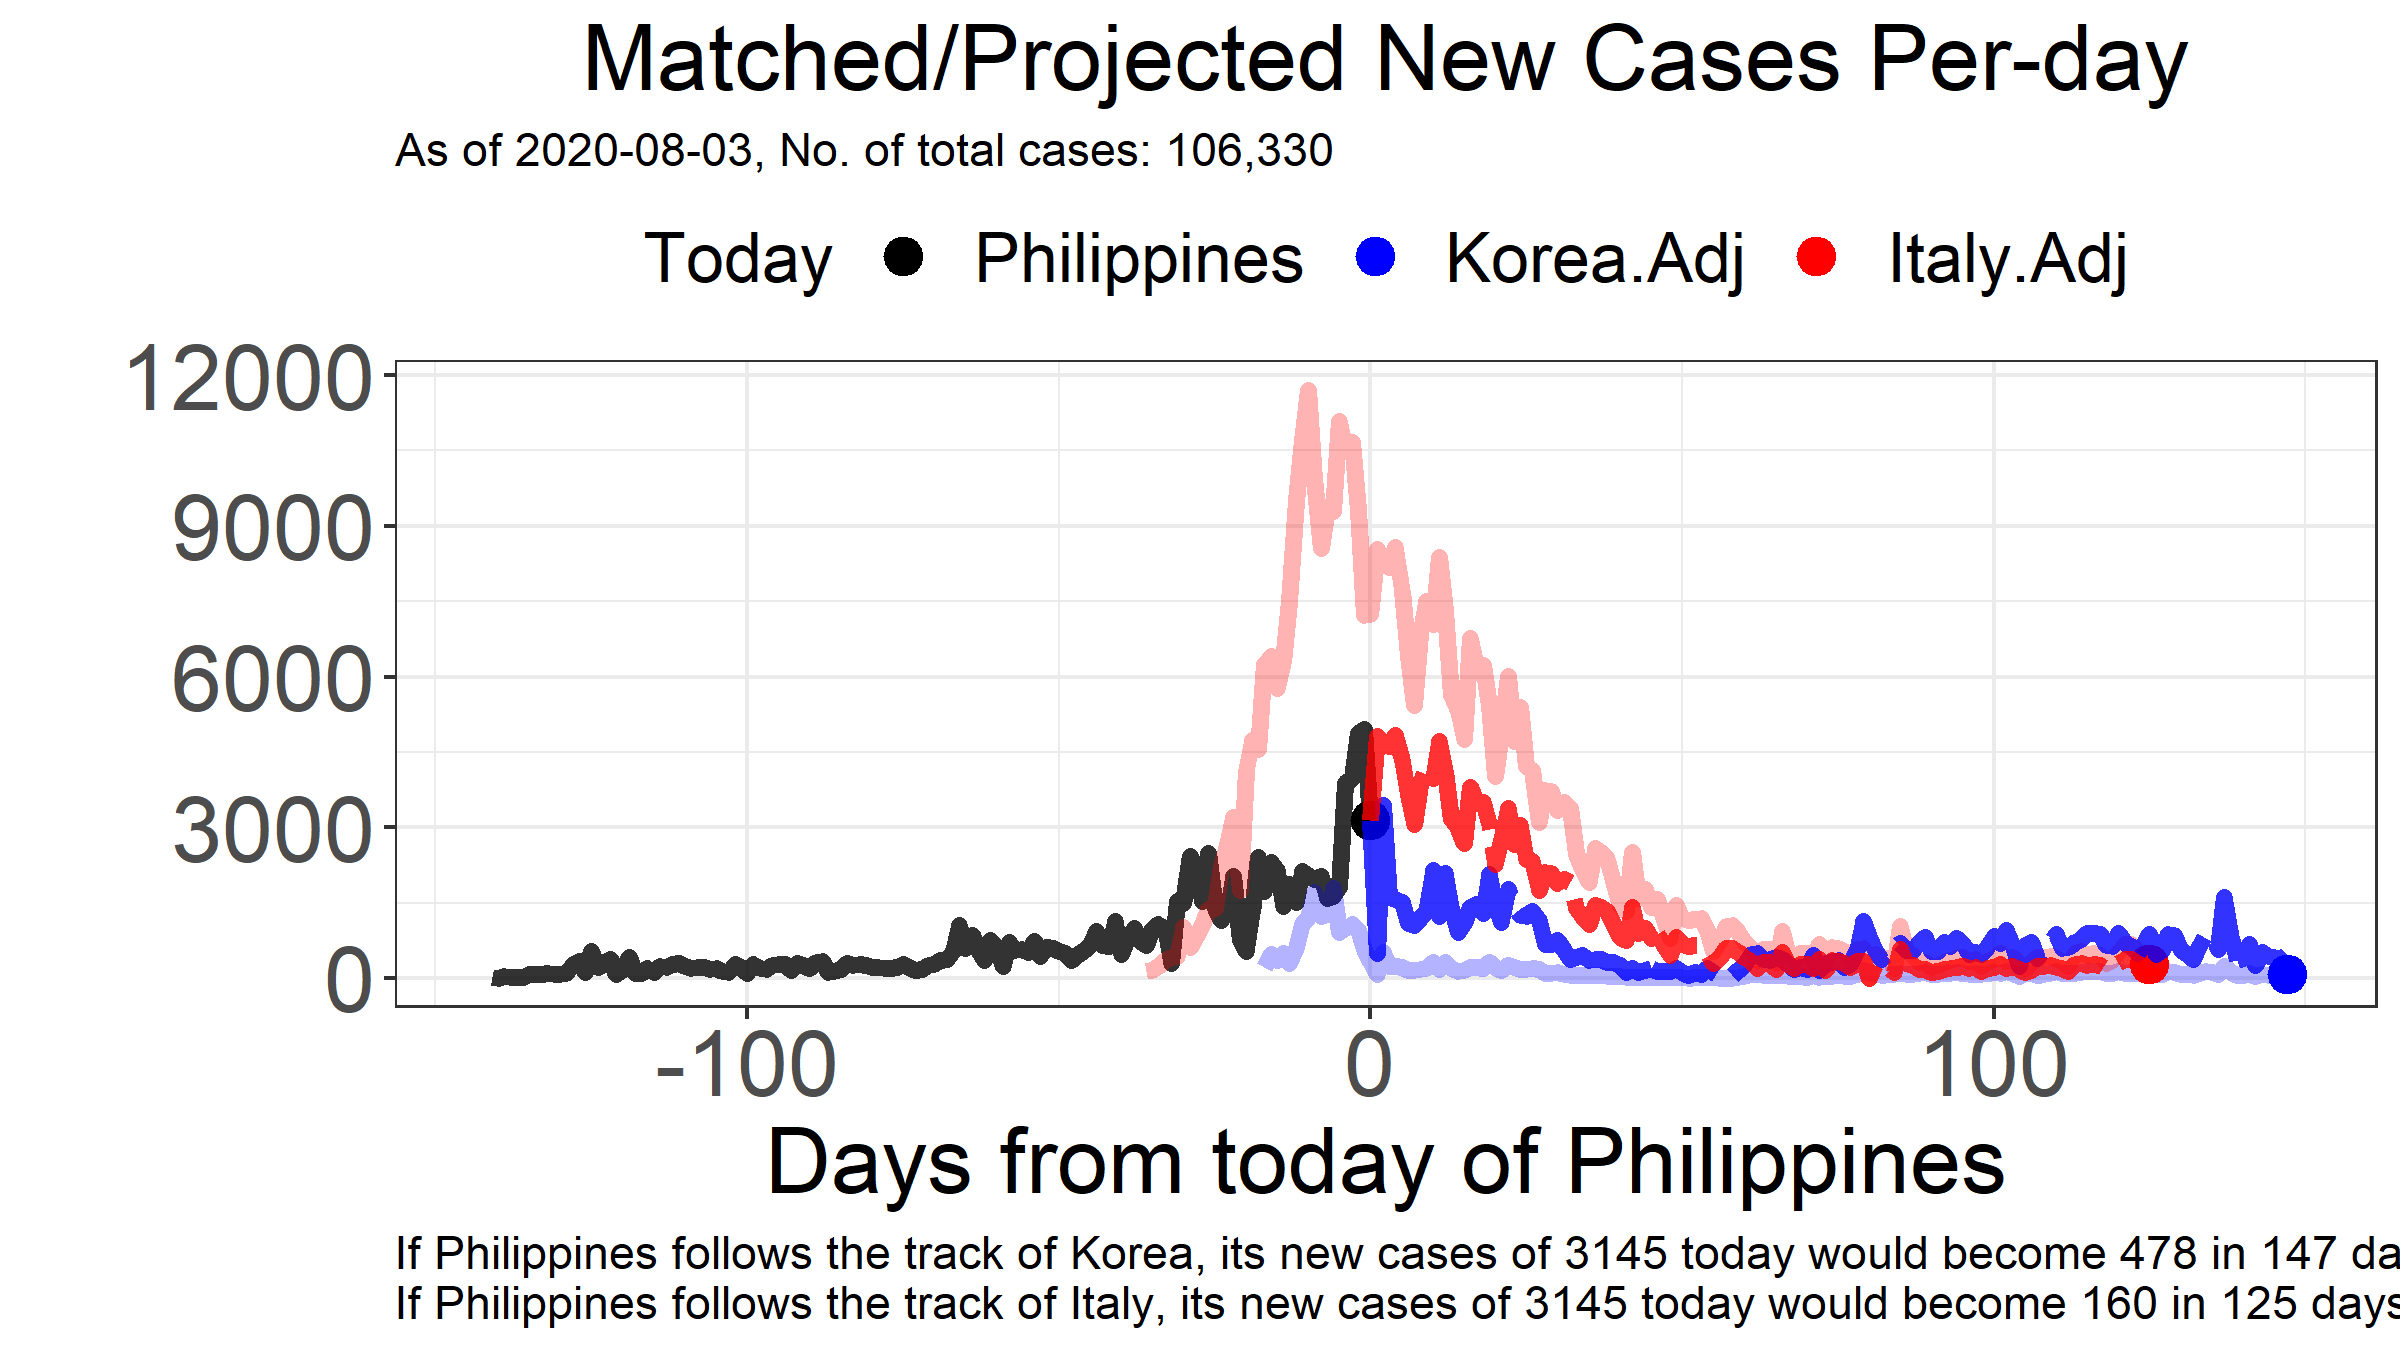 Matched/Projected New Cases Per-day
As of 2020-08-03, No. of total cases: 106,330
Today Philippines Korea.Adj Italy.Adj
12000
9000
6000
3000
0
-100 0 100
Days from today of Philippines
If Philippines follows the track of Korea, its new cases of 3145 today would become 478 in 147 da
If Philippines follows the track of Italy, its new cases of 3145 today would become 160 in 125 days